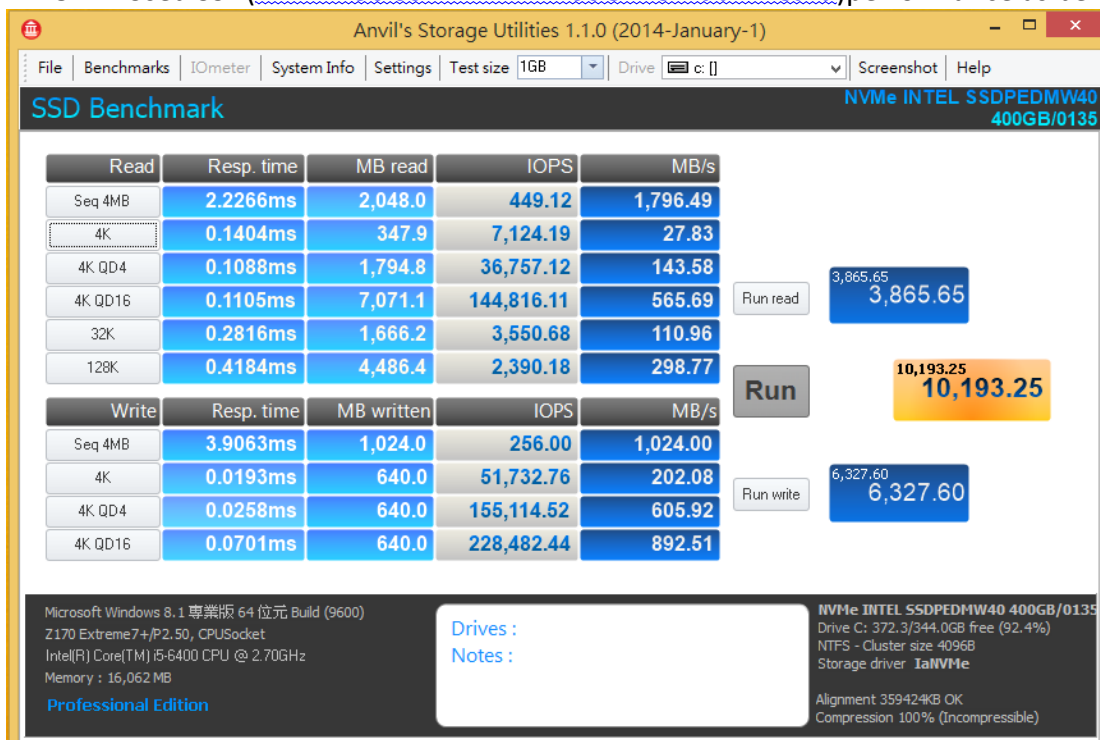 Anvil's Storage Utilities 1.1.0 (2014-January-1)
File Benchmarks IOmeter System Info Settings Test size 1GB Drive c: [] Screenshot Help
SSD Benchmark
NVMe INTEL SSDPEDMW40
400GB/0135
Read Resp. time MB read IOPS MB/s
Seq 4MB 2.2266ms 2,048.0 449.12 1,796.49
4K 0.1404ms 347.9 7,124.19 27.83
4K QD4 0.1088ms 1,794.8 36,757.12 143.58
4K QD16 0.1105ms 7,071.1 144,816.11 565.69
32K 0.2816ms 1,666.2 3,550.68 110.96
128K 0.4184ms 4,486.4 2,390.18 298.77
Run read
3,865.65
3,865.65
Run
10,193.25
10,193.25
Write Resp. time MB written IOPS MB/s
Seq 4MB 3.9063ms 1,024.0 256.00 1,024.00
4K 0.0193ms 640.0 51,732.76 202.08
4K QD4 0.0258ms 640.0 155,114.52 605.92
4K QD16 0.0701ms 640.0 228,482.44 892.51
Run write
6,327.60
6,327.60
Microsoft Windows 8.1 專業版 64 位元 Build (9600)
Z170 Extreme7+/P2.50, CPUSocket
Intel(R) Core(TM) i5-6400 CPU @ 2.70GHz
Memory : 16,062 MB
Professional Edition
Drives :
Notes :
NVMe INTEL SSDPEDMW40 400GB/0135
Drive C: 372.3/344.0GB free (92.4%)
NTFS - Cluster size 4096B
Storage driver IaNVMe
Alignment 359424KB OK
Compression 100% (Incompressible)